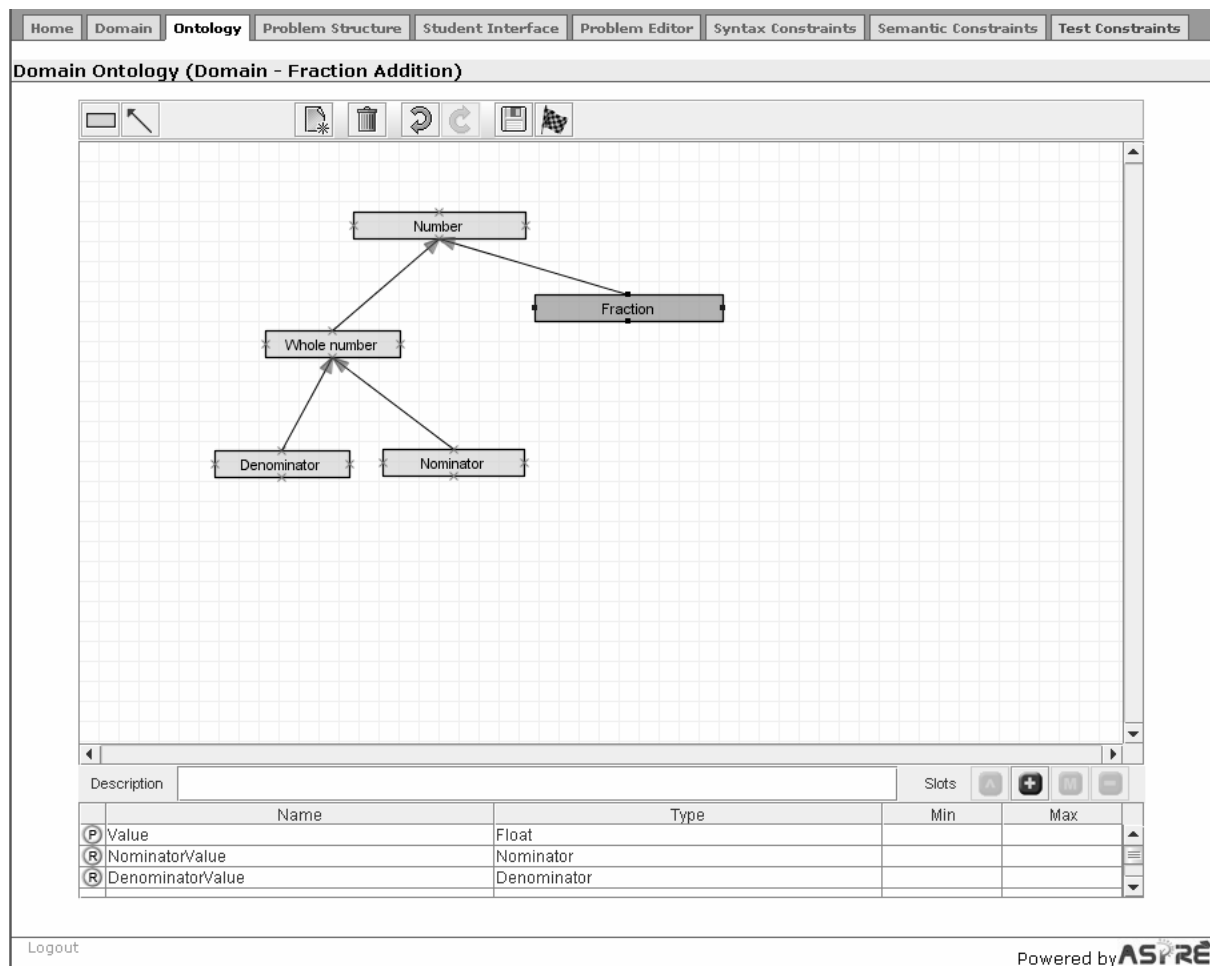 Home Domain Ontology Problem Structure Student Interface Problem Editor Syntax Constraints Semantic Constraints Test Constraints
Domain Ontology (Domain - Fraction Addition)
Number
Fraction
Whole number
Denominator
Nominator
Description
Slots
A
M
Name Type Min Max
P Value Float
R NominatorValue Nominator
R DenominatorValue Denominator
Logout
Powered by ASPIRE